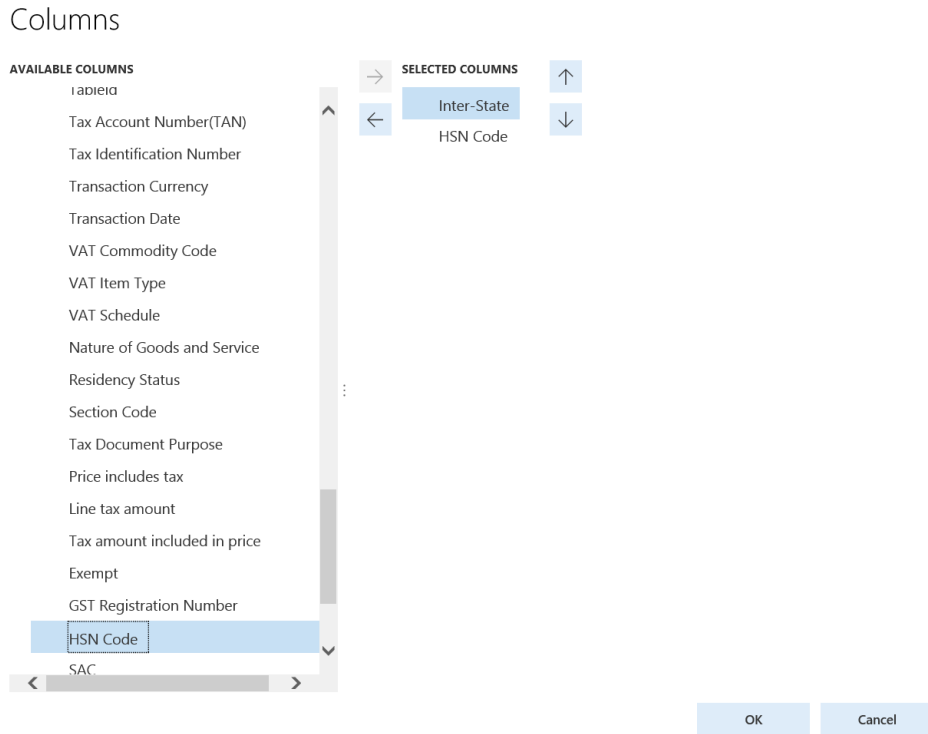 Columns
AVAILABLE COLUMNS
TableId
Tax Account Number(TAN)
Tax Identification Number
Transaction Currency
Transaction Date
VAT Commodity Code
VAT Item Type
VAT Schedule
Nature of Goods and Service
Residency Status
Section Code
Tax Document Purpose
Price includes tax
Line tax amount
Tax amount included in price
Exempt
GST Registration Number
HSN Code
SAC
SELECTED COLUMNS
Inter-State
HSN Code
OK
Cancel